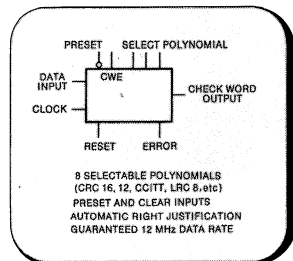 PRESET SELECT POLYNOMIAL
CWE
DATA
INPUT
CHECK WORD
OUTPUT
CLOCK
RESET ERROR
8 SELECTABLE POLYNOMIALS
(CRC 16, 12, CCITT, LRC 8, etc)
PRESET AND CLEAR INPUTS
AUTOMATIC RIGHT JUSTIFICATION
GUARANTEED 12 MHz DATA RATE